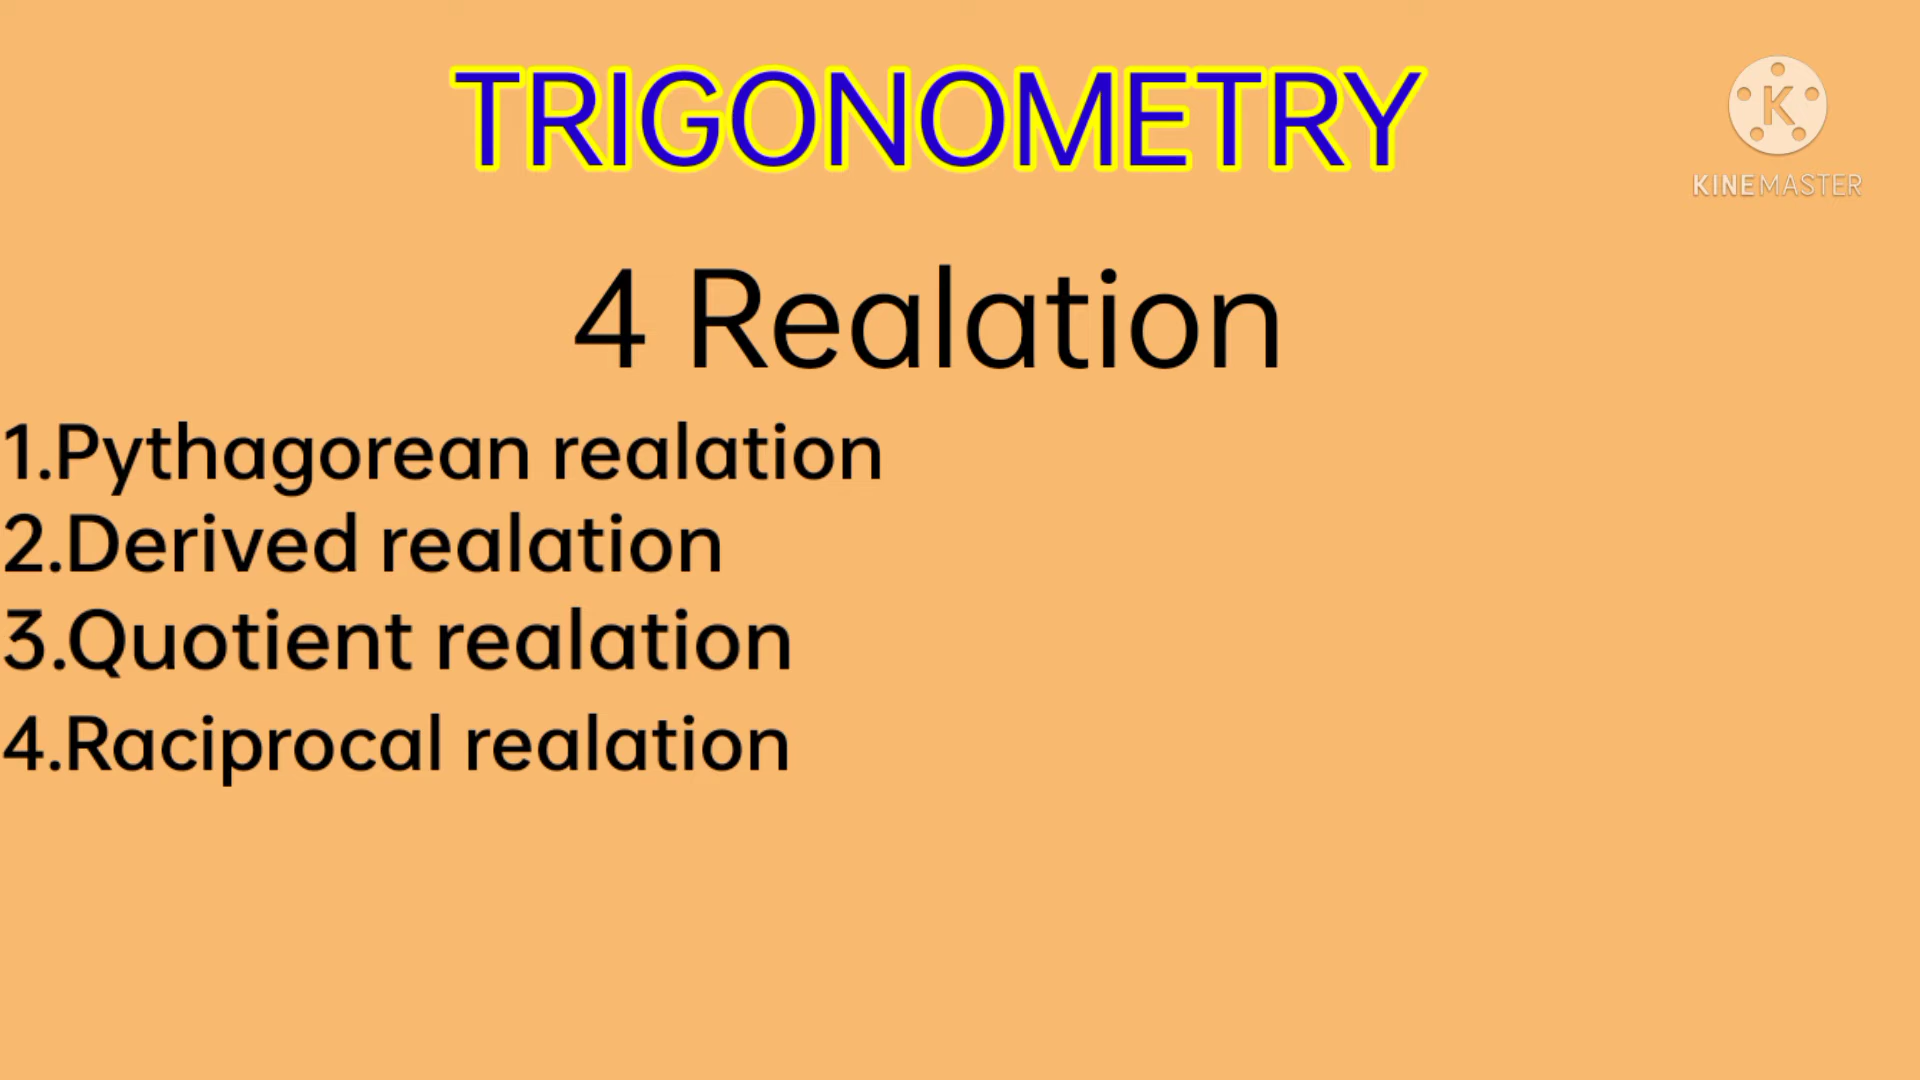 TRIGONOMETRY
K
KINEMASTER
4 Realation
1.Pythagorean realation
2.Derived realation
3.Quotient realation
4.Raciprocal realation